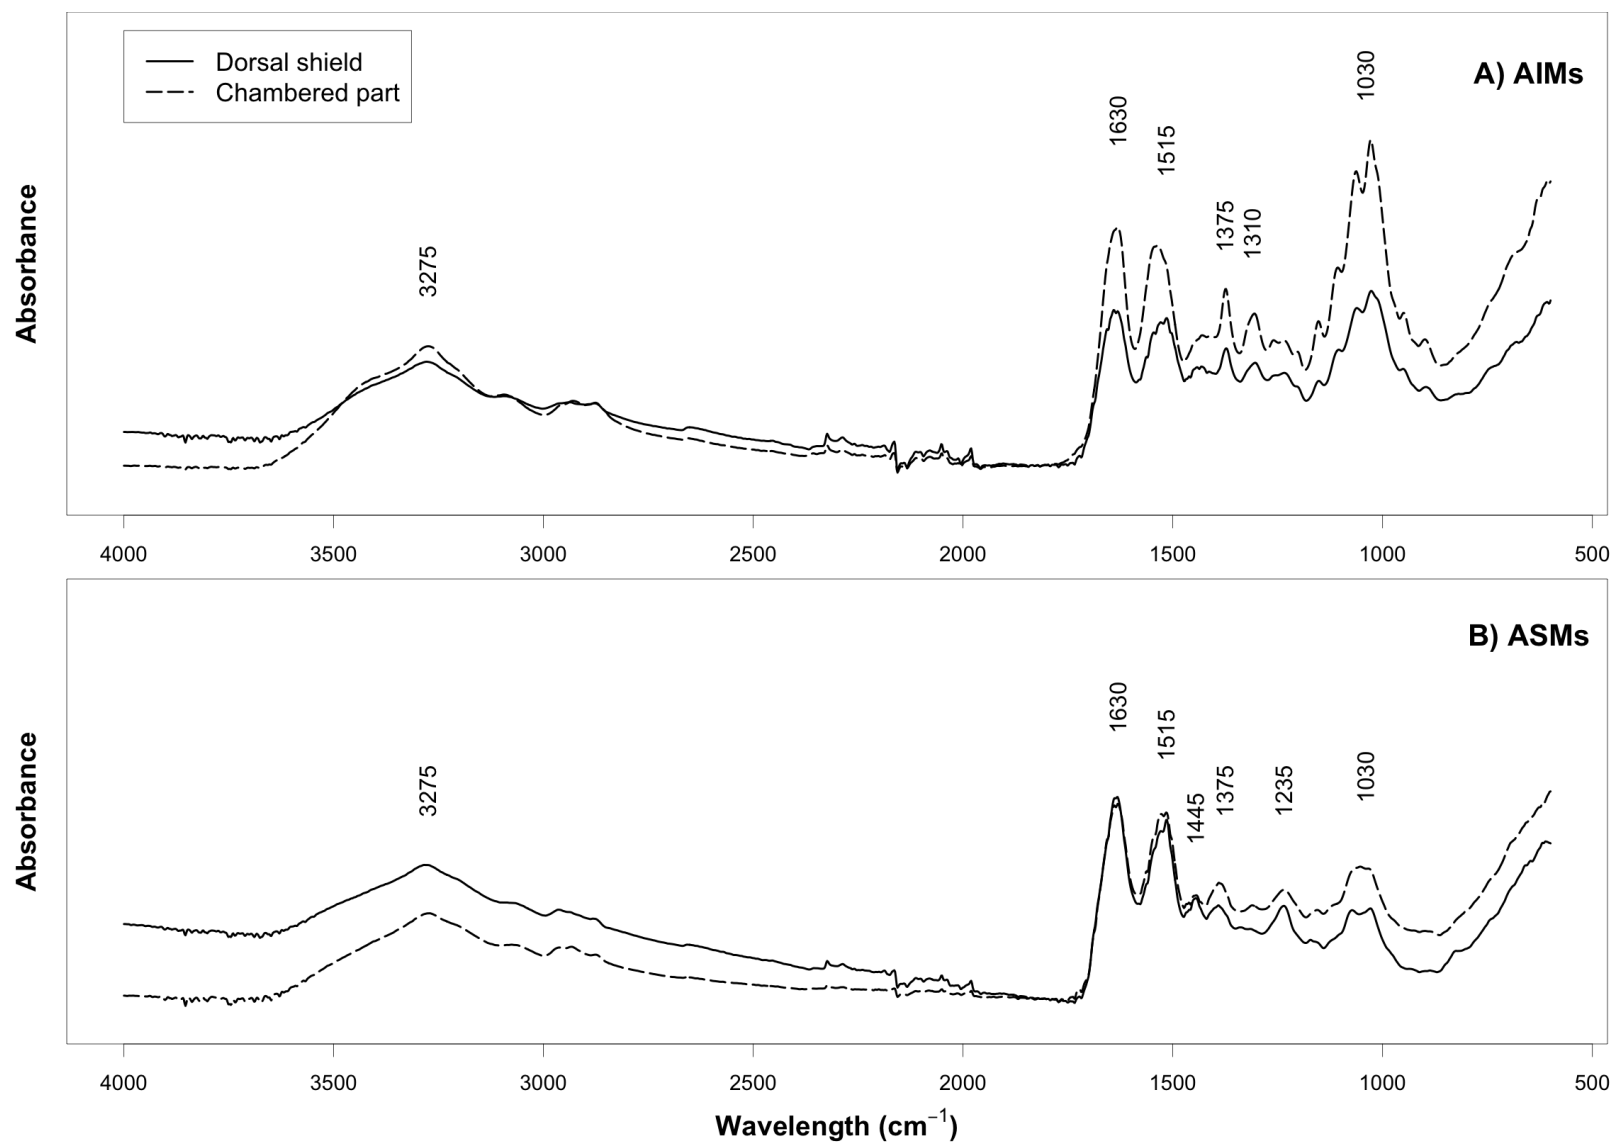 Dorsal shield
Chambered part
A) AIMs
Absorbance
3275
1630
1515
1375
1310
1030
4000 3500 3000 2500 2000 1500 1000 500
B) ASMs
Absorbance
3275
1630
1515
1445
1375
1235
1030
4000 3500 3000 2500 2000 1500 1000 500
Wavelength (cm⁻¹)